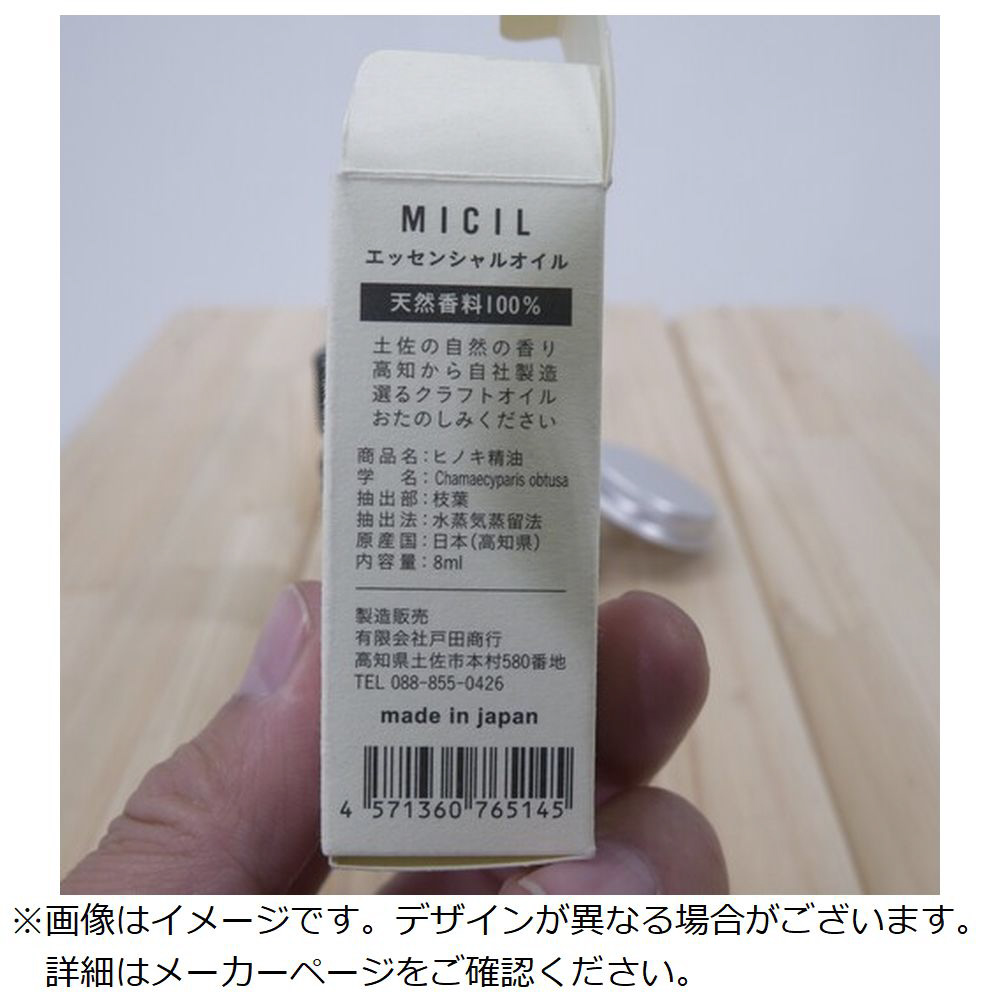 MICIL
エッセンシャルオイル
天然香料100%
土佐の自然の香り
高知から自社製造
選るクラフトオイル
おたのしみください
商品名：ヒノキ精油
学　名：Chamaecyparis obtusa
抽出部：枝葉
抽出法：水蒸気蒸留法
原産国：日本（高知県）
内容量：8ml
製造販売
有限会社戸田商行
高知県土佐市本村580番地
TEL 088-855-0426
made in japan
4 571360 765145
※画像はイメージです。デザインが異なる場合がございます。
詳細はメーカーページをご確認ください。